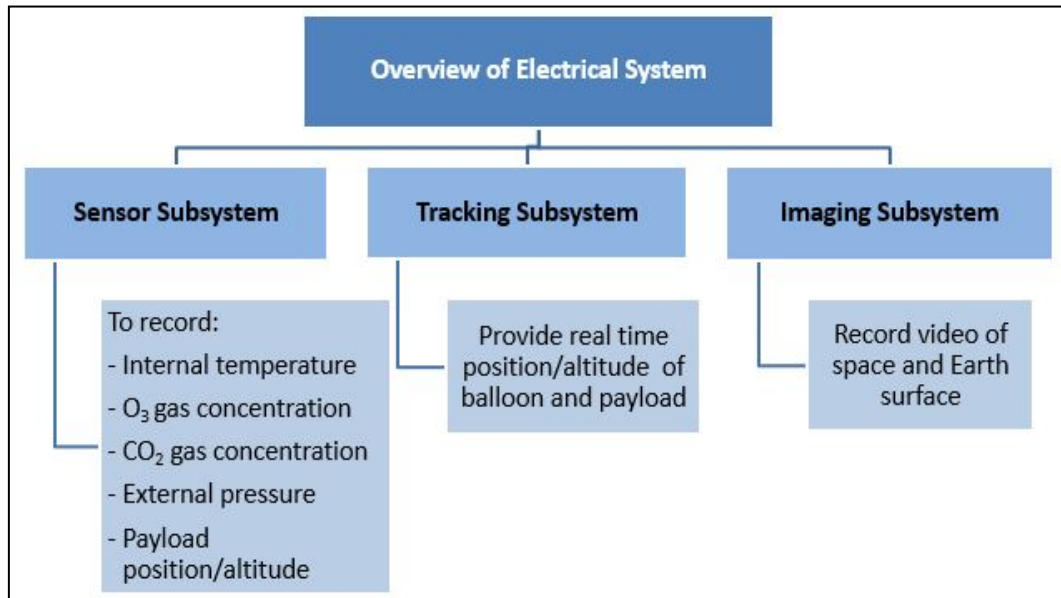 Overview of Electrical System
Sensor Subsystem
Tracking Subsystem
Imaging Subsystem
To record:
- Internal temperature
- O₃ gas concentration
- CO₂ gas concentration
- External pressure
- Payload
position/altitude
Provide real time
position/altitude of
balloon and payload
Record video of
space and Earth
surface